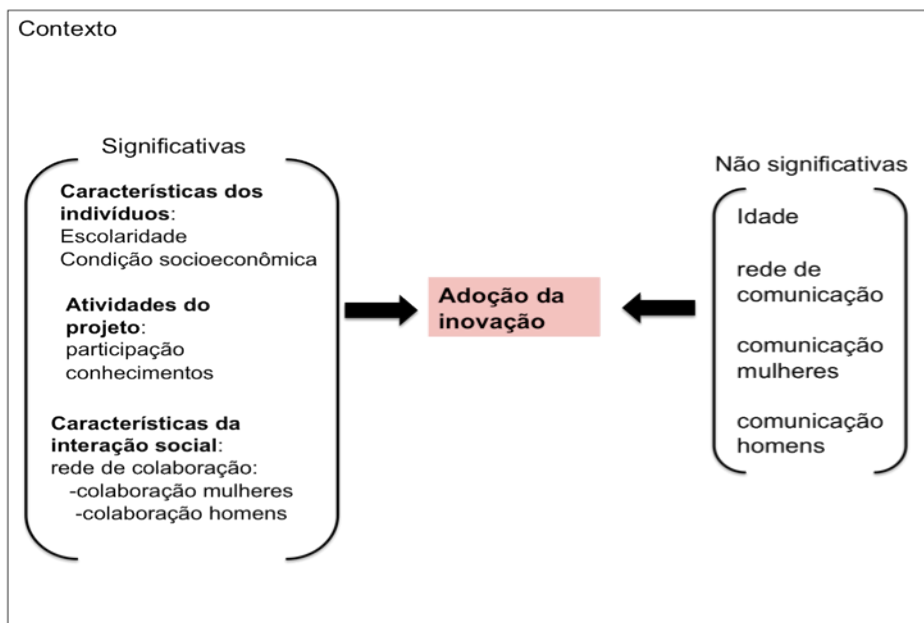 Contexto
Significativas
Características dos
indivíduos:
Escolaridade
Condição socioeconômica
Atividades do
projeto:
participação
conhecimentos
Características da
interação social:
rede de colaboração:
-colaboração mulheres
-colaboração homens
Adoção da
inovação
Não significativas
Idade
rede de
comunicação
comunicação
mulheres
comunicação
homens